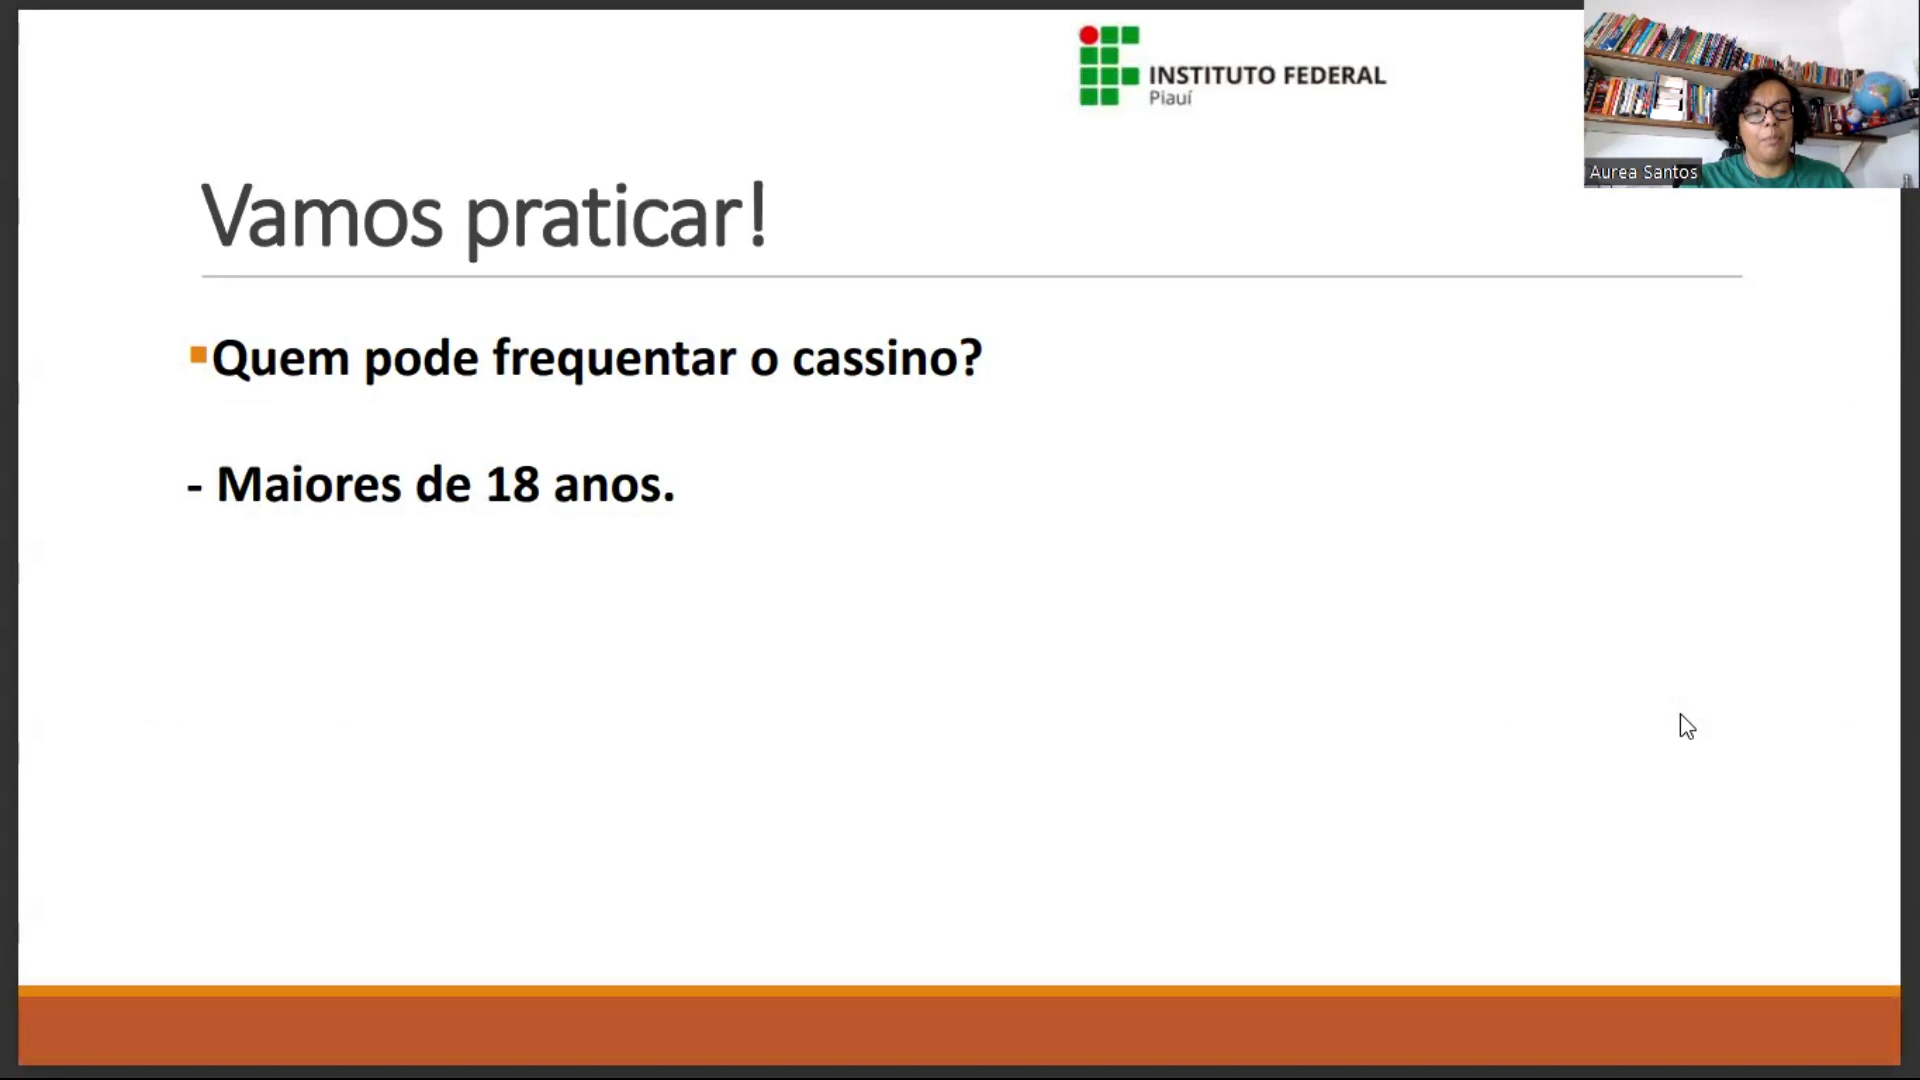 INSTITUTO FEDERAL
Piauí
Aurea Santos
Vamos praticar!
Quem pode frequentar o cassino?
- Maiores de 18 anos.